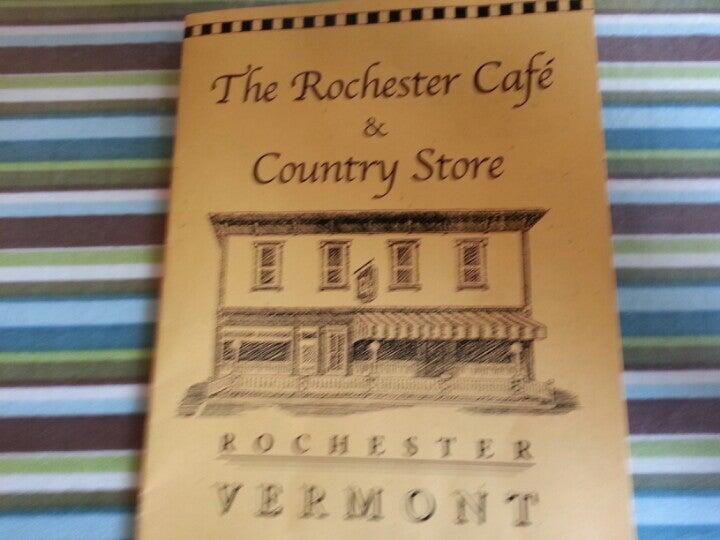 The Rochester Café
&
Country Store
ROCHESTER
VERMONT